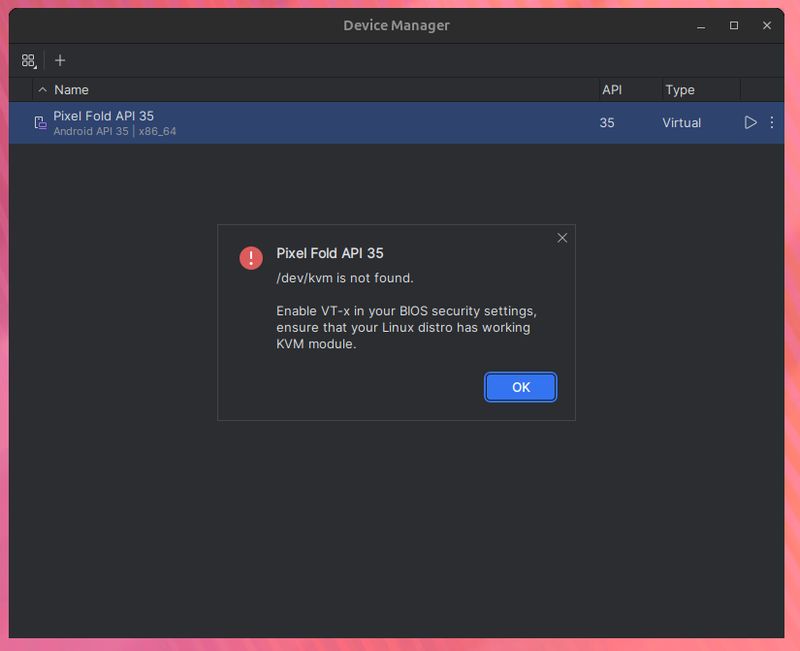 Device Manager
Name API Type
Pixel Fold API 35
Android API 35 | x86_64
35 Virtual
Pixel Fold API 35
/dev/kvm is not found.
Enable VT-x in your BIOS security settings,
ensure that your Linux distro has working
KVM module.
OK